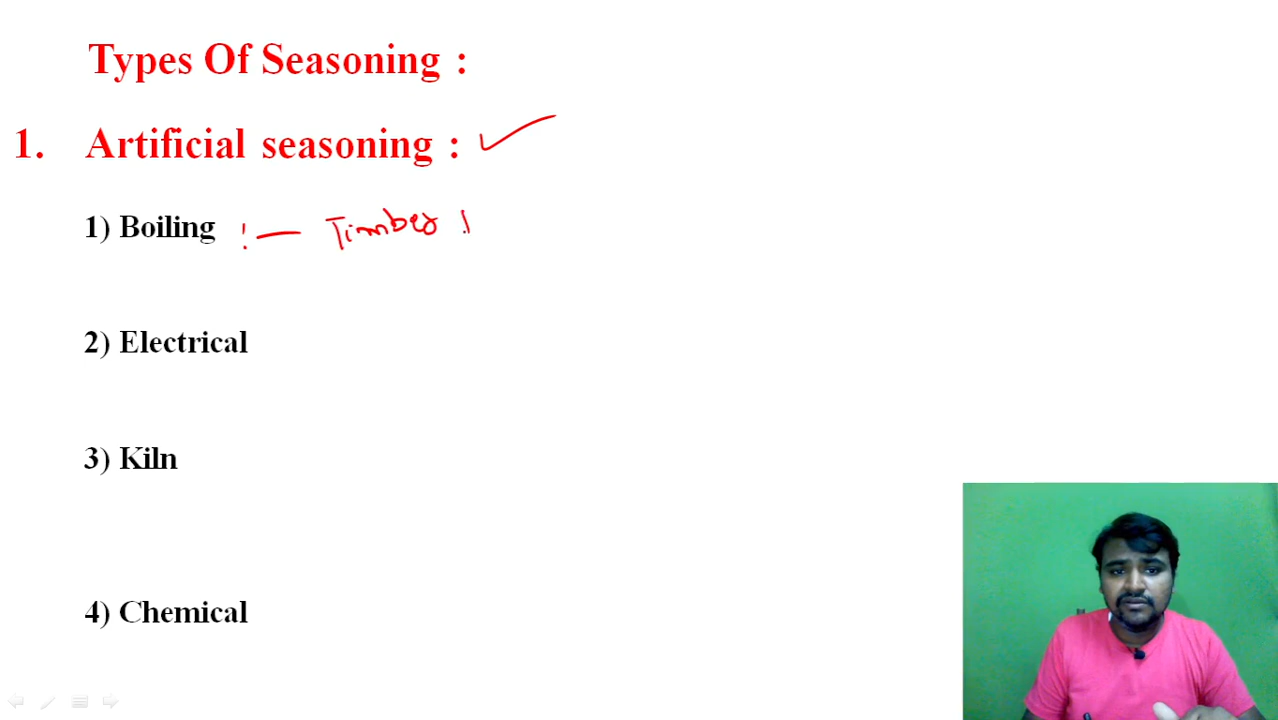 Types Of Seasoning :
1. Artificial seasoning :
1) Boiling :— Timber
2) Electrical
3) Kiln
4) Chemical